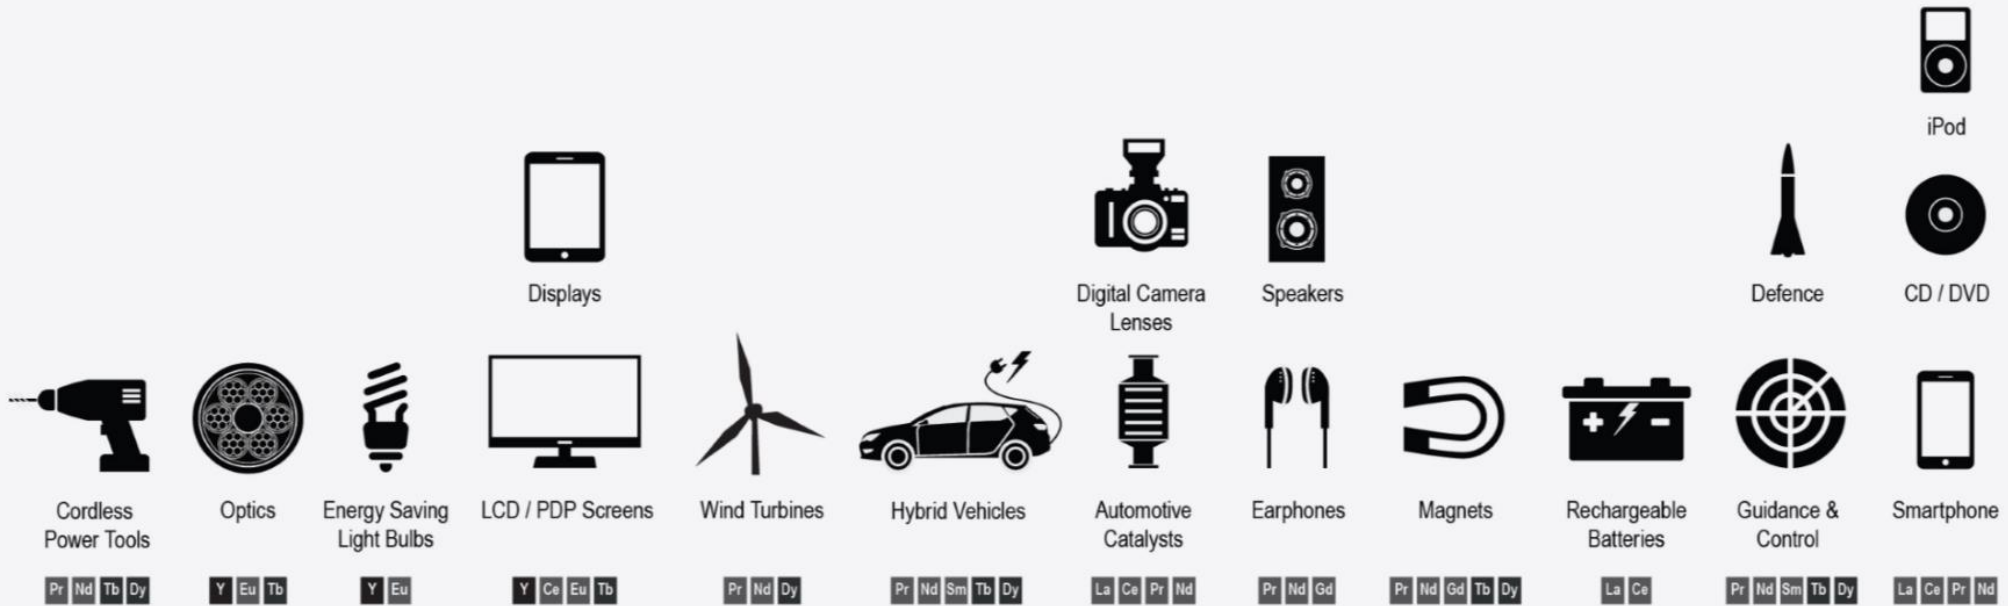 iPod
Displays
Digital Camera
Lenses
Speakers
Defence
CD / DVD
Cordless
Power Tools
Optics
Energy Saving
Light Bulbs
LCD / PDP Screens
Wind Turbines
Hybrid Vehicles
Automotive
Catalysts
Earphones
Magnets
Rechargeable
Batteries
Guidance &
Control
Smartphone
Pr Nd Tb Dy
Y Eu Tb
Y Eu
Y Ce Eu Tb
Pr Nd Dy
Pr Nd Sm Tb Dy
La Ce Pr Nd
Pr Nd Gd
Pr Nd Gd Tb Dy
La Ce
Pr Nd Sm Tb Dy
La Ce Pr Nd